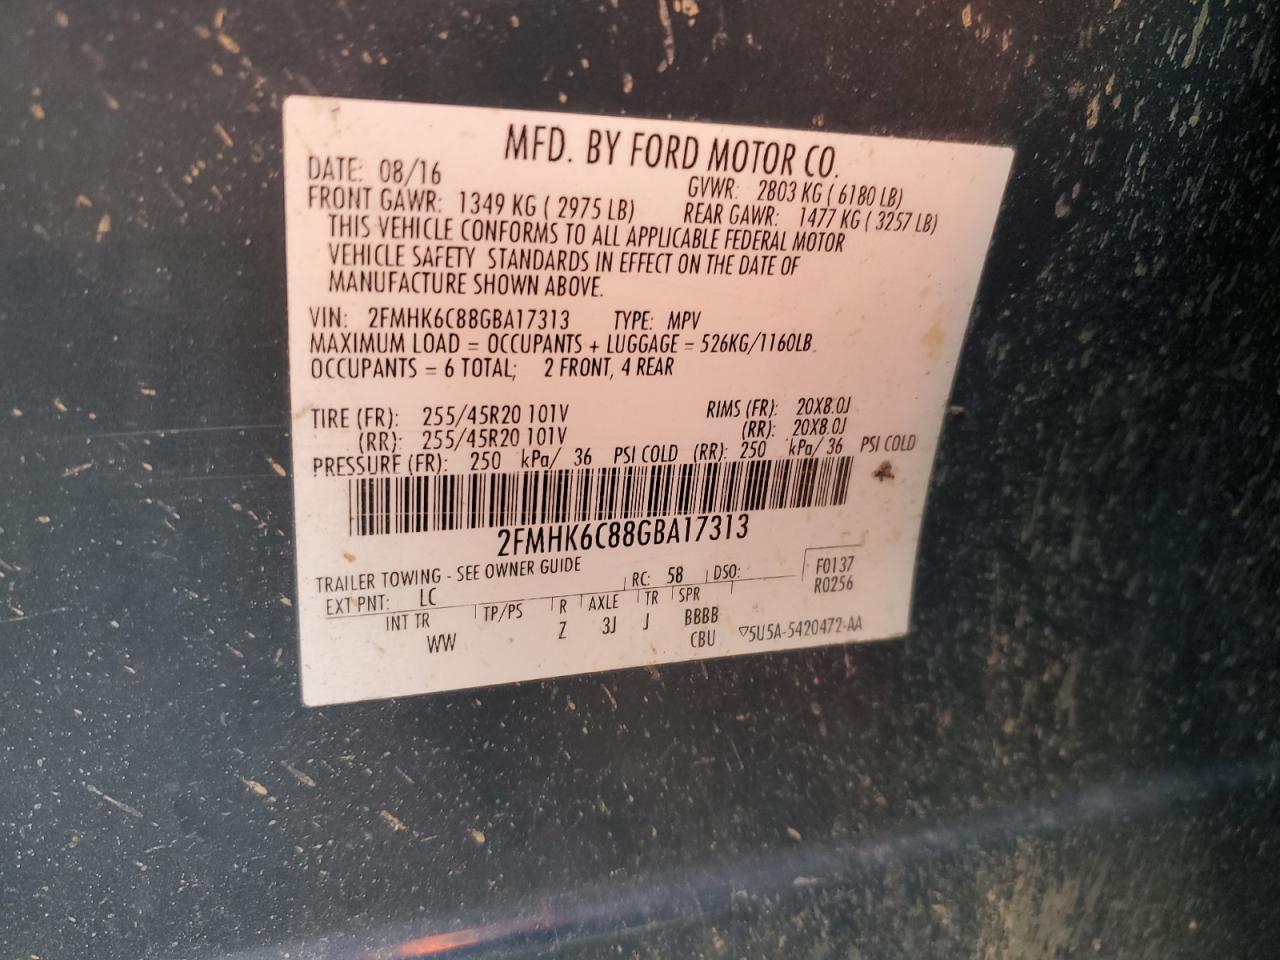 MFD. BY FORD MOTOR CO.
DATE: 08/16 GVWR: 2803 KG ( 6180 LB)
FRONT GAWR: 1349 KG ( 2975 LB) REAR GAWR: 1477 KG ( 3257 LB)
THIS VEHICLE CONFORMS TO ALL APPLICABLE FEDERAL MOTOR
VEHICLE SAFETY STANDARDS IN EFFECT ON THE DATE OF
MANUFACTURE SHOWN ABOVE.
VIN: 2FMHK6C88GBA17313 TYPE: MPV
MAXIMUM LOAD = OCCUPANTS + LUGGAGE = 526KG/1160LB
OCCUPANTS = 6 TOTAL; 2 FRONT, 4 REAR
TIRE (FR): 255/45R20 101V RIMS (FR): 20X8.0J
(RR): 255/45R20 101V (RR): 20X8.0J
PRESSURE (FR): 250 kPa/ 36 PSI COLD (RR): 250 kPa/ 36 PSI COLD
2FMHK6C88GBA17313
TRAILER TOWING - SEE OWNER GUIDE
EXT PNT: LC RC: 58 DSO: F0137
R0256
INT TR TP/PS R AXLE TR SPR
WW Z 3J J BBBB
CBU ▽5U5A-5420472-AA